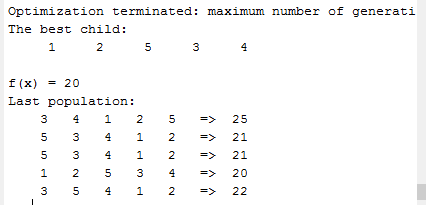 Optimization terminated: maximum number of generati
The best child:
1 2 5 3 4
f(x) = 20
Last population:
3 4 1 2 5 => 25
5 3 4 1 2 => 21
5 3 4 1 2 => 21
1 2 5 3 4 => 20
3 5 4 1 2 => 22